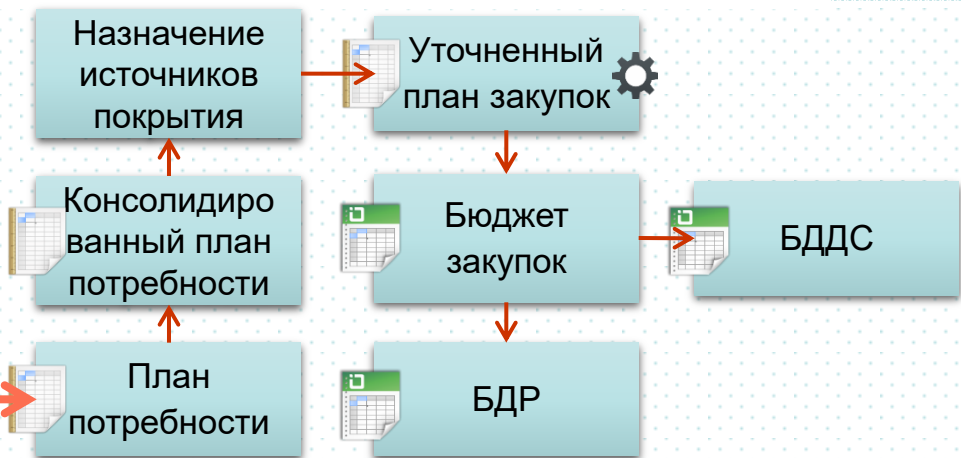 Назначение
источников
покрытия
Уточненный
план закупок
Консолидиро
ванный план
потребности
Бюджет
закупок
БДДС
План
потребности
БДР